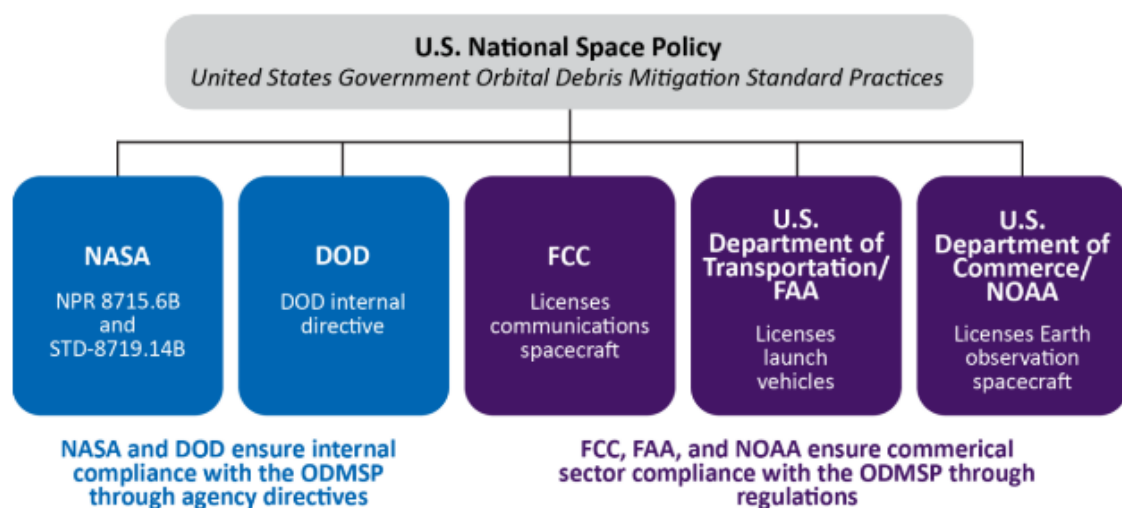 U.S. National Space Policy
United States Government Orbital Debris Mitigation Standard Practices
NASA
NPR 8715.6B
and
STD-8719.14B
DOD
DOD internal
directive
FCC
Licenses
communications
spacecraft
U.S.
Department of
Transportation/
FAA
Licenses
launch
vehicles
U.S.
Department of
Commerce/
NOAA
Licenses Earth
observation
spacecraft
NASA and DOD ensure internal
compliance with the ODMSP
through agency directives
FCC, FAA, and NOAA ensure commerical
sector compliance with the ODMSP through
regulations